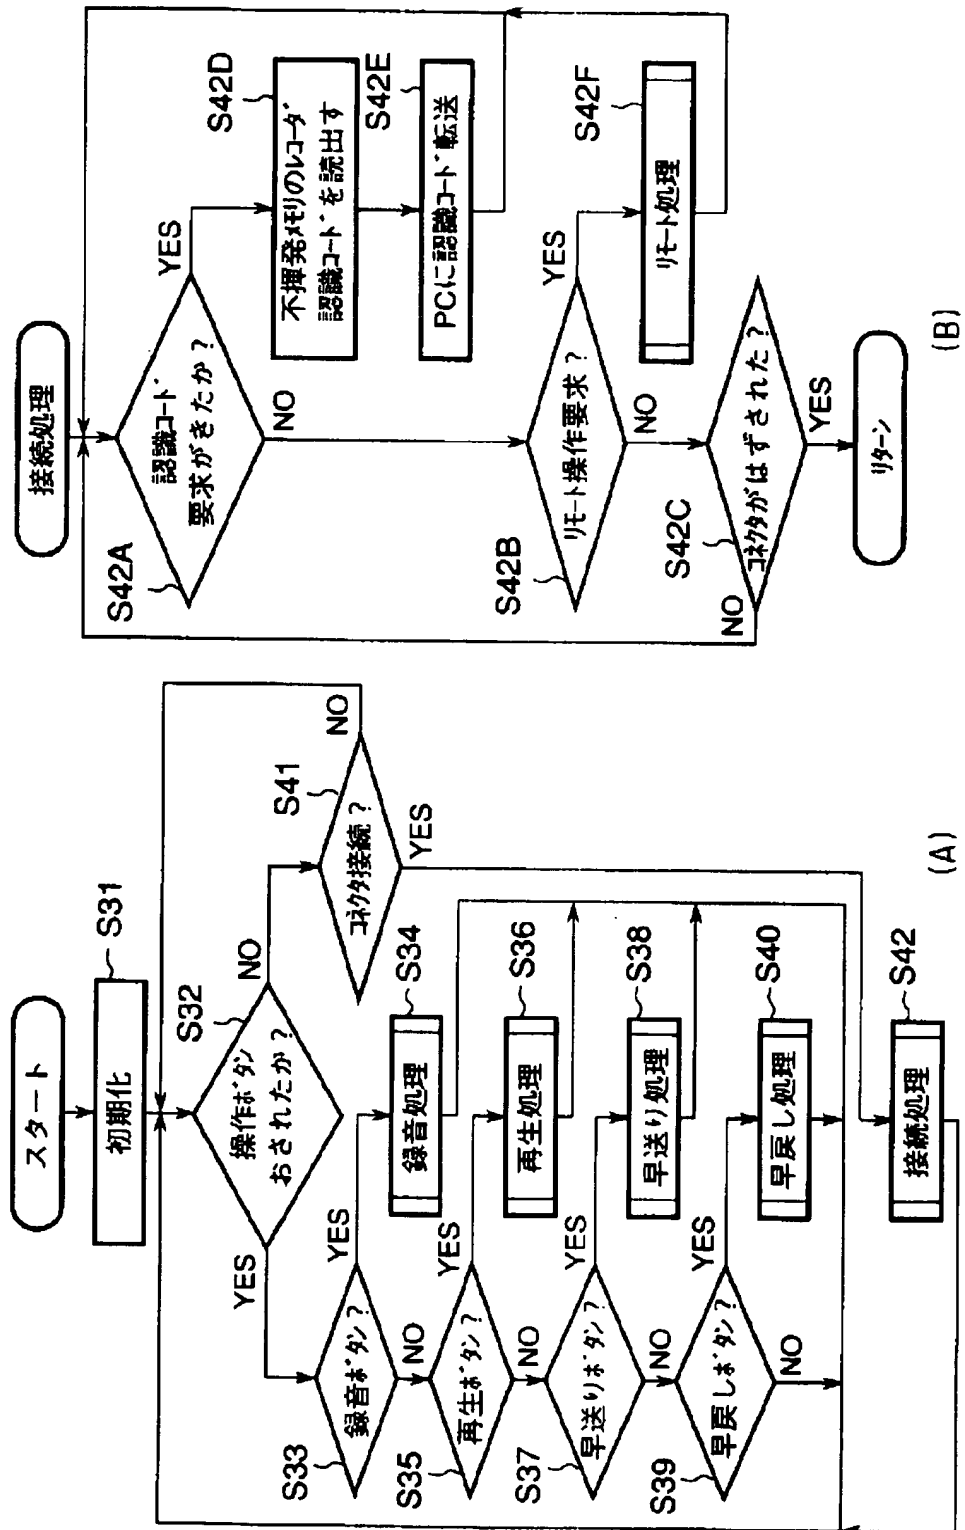 スタート
初期化
S31
操作ボタン
おされたか？
S32
YES
NO
録音ボタン？
S33
YES
NO
録音処理
S34
再生ボタン？
S35
YES
NO
再生処理
S36
早送りボタン？
S37
YES
NO
早送り処理
S38
早戻しボタン？
S39
YES
NO
早戻し処理
S40
コネクタ接続？
S41
NO
YES
接続処理
S42
(A)
接続処理
認識コード
要求がきたか？
S42A
YES
NO
不揮発メモリのレコーダ
認識コードを読出す
S42D
PCに認識コード転送
S42E
リモート操作要求？
S42B
YES
NO
リモート処理
S42F
コネクタがはずされた？
S42C
NO
YES
リターン
(B)